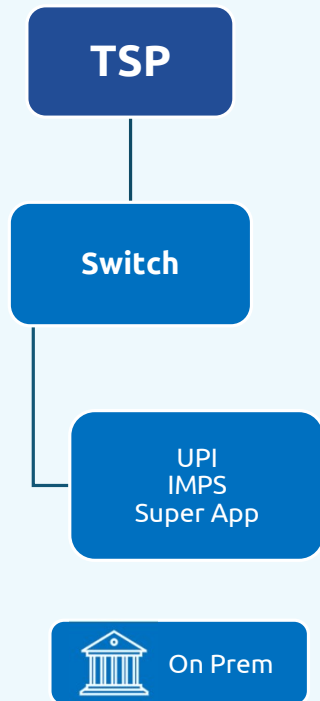 TSP
Switch
UPI
IMPS
Super App
On Prem